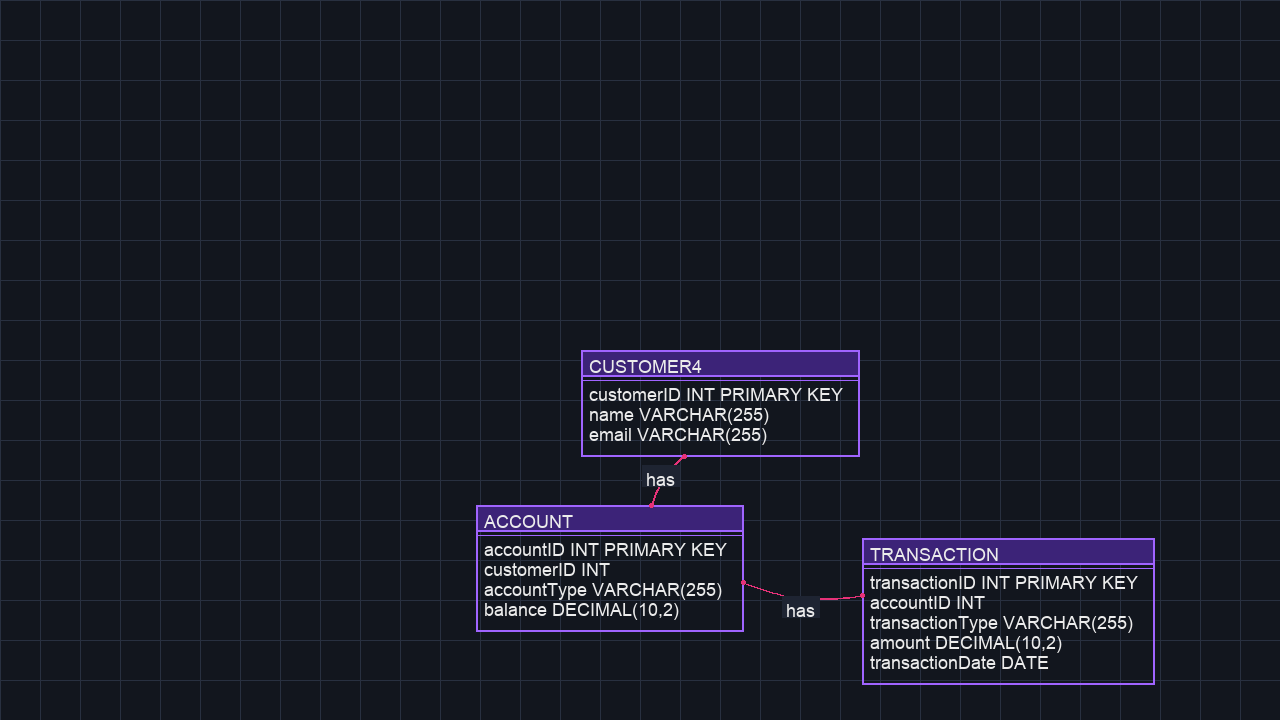 CUSTOMER4
customerID INT PRIMARY KEY
name VARCHAR(255)
email VARCHAR(255)
has
ACCOUNT
accountID INT PRIMARY KEY
customerID INT
accountType VARCHAR(255)
balance DECIMAL(10,2)
has
TRANSACTION
transactionID INT PRIMARY KEY
accountID INT
transactionType VARCHAR(255)
amount DECIMAL(10,2)
transactionDate DATE